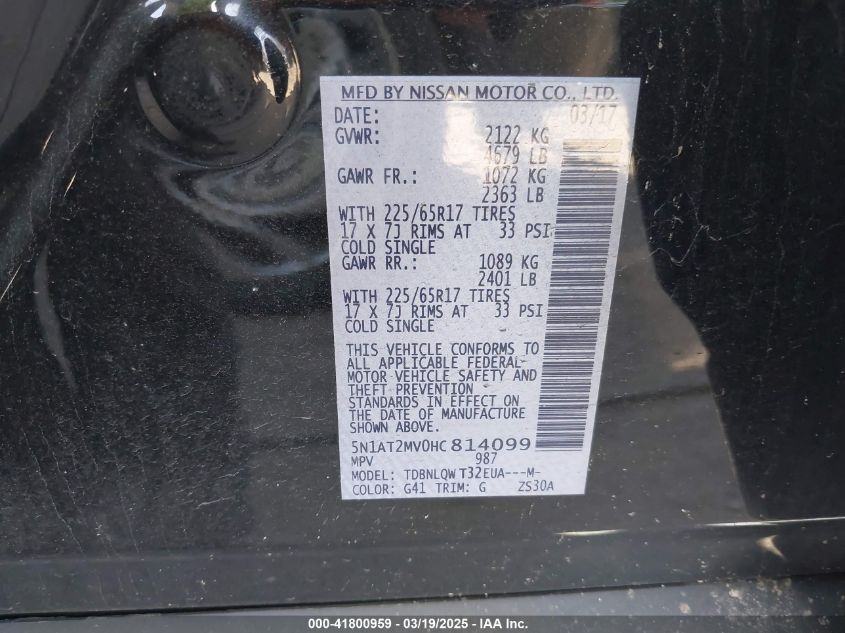 MFD BY NISSAN MOTOR CO., LTD.
DATE: 03/17
GVWR: 2122 KG
4679 LB
GAWR FR.: 1072 KG
2363 LB
WITH 225/65R17 TIRES
17 X 7J RIMS AT 33 PSI
COLD SINGLE
GAWR RR.: 1089 KG
2401 LB
WITH 225/65R17 TIRES
17 X 7J RIMS AT 33 PSI
COLD SINGLE
THIS VEHICLE CONFORMS TO
ALL APPLICABLE FEDERAL
MOTOR VEHICLE SAFETY AND
THEFT PREVENTION
STANDARDS IN EFFECT ON
THE DATE OF MANUFACTURE
SHOWN ABOVE.
5N1AT2MV0HC814099
MPV 987
MODEL: TDBNLQW T32EUA---M-
COLOR: G41 TRIM: G ZS30A
000-41800959 - 03/19/2025 - IAA Inc.